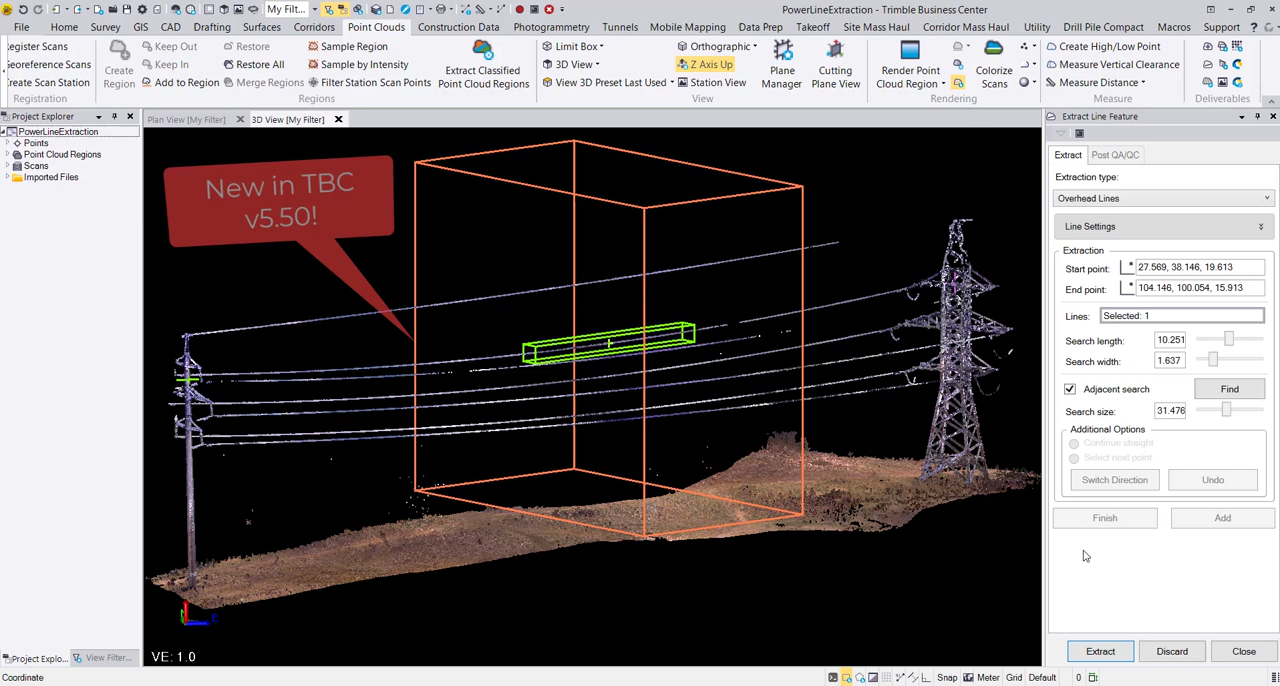 PowerLineExtraction - Trimble Business Center
My Filt...
File
Home
Survey
GIS
CAD
Drafting
Surfaces
Corridors
Point Clouds
Construction Data
Photogrammetry
Tunnels
Mobile Mapping
Data Prep
Takeoff
Site Mass Haul
Corridor Mass Haul
Utility
Drill Pile Compact
Macros
Support
egister Scans
eoreference Scans
reate Scan Station
Registration
Create
Region
Keep Out
Keep In
Add to Region
Restore
Restore All
Merge Regions
Sample Region
Sample by Intensity
Filter Station Scan Points
Regions
Extract Classified
Point Cloud Regions
Limit Box
3D View
View 3D Preset Last Used
Orthographic
Z Axis Up
Station View
View
Plane
Manager
Cutting
Plane View
Render Point
Cloud Region
Colorize
Scans
Rendering
Create High/Low Point
Measure Vertical Clearance
Measure Distance
Measure
Deliverables
Project Explorer
PowerLineExtraction
Points
Point Cloud Regions
Scans
Imported Files
Project Explo...
View Filter...
Plan View [My Filter]
3D View [My Filter]
New in TBC
v5.50!
VE: 1.0
E
Extract Line Feature
Extract
Post QA/QC
Extraction type:
Overhead Lines
Line Settings
Extraction
Start point:
27.569, 38.146, 19.613
End point:
104.146, 100.054, 15.913
Lines:
Selected: 1
Search length:
10.251
Search width:
1.637
Adjacent search
Find
Search size:
31.476
Additional Options
Continue straight
Select next point
Switch Direction
Undo
Finish
Add
Extract
Discard
Close
Coordinate
Snap
Meter
Grid
Default
0